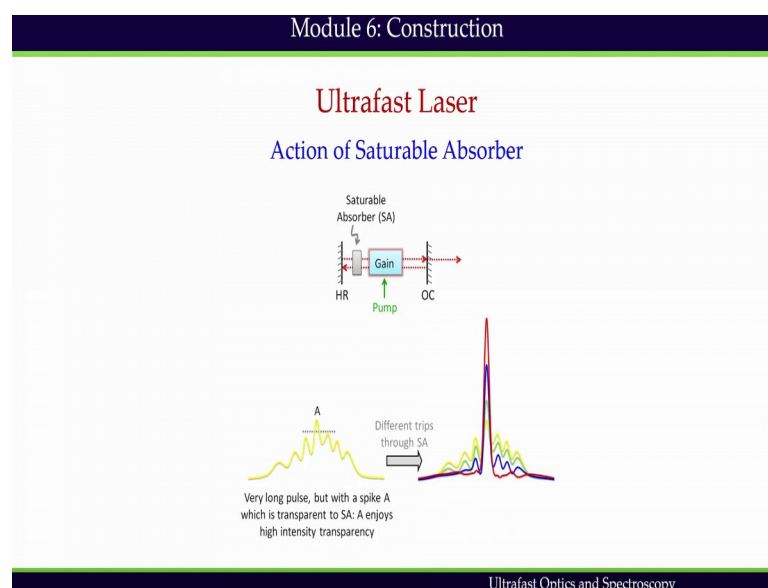 Module 6: Construction
Ultrafast Laser
Action of Saturable Absorber
Saturable
Absorber (SA)
Gain
HR
OC
Pump
A
Different trips
through SA
Very long pulse, but with a spike A
which is transparent to SA: A enjoys
high intensity transparency
Ultrafast Optics and Spectroscopy